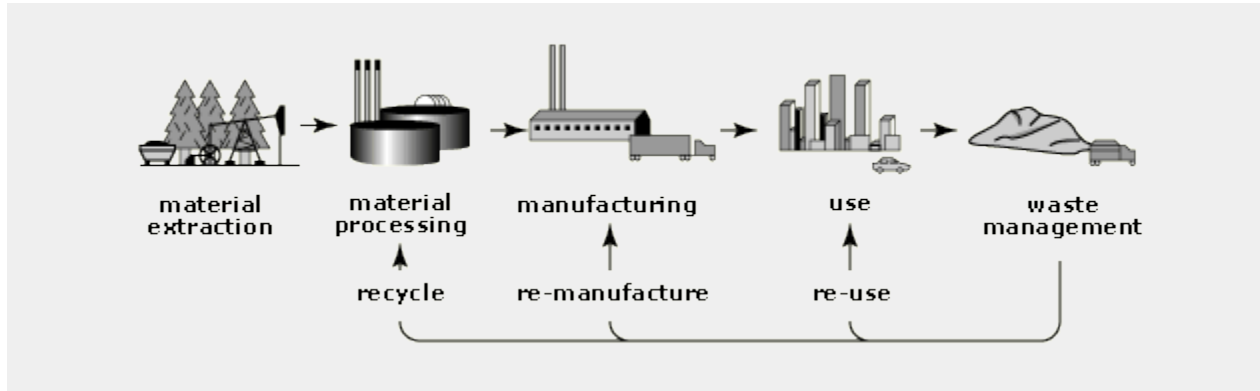 material
extraction
material
processing
manufacturing
use
waste
management
recycle
re-manufacture
re-use